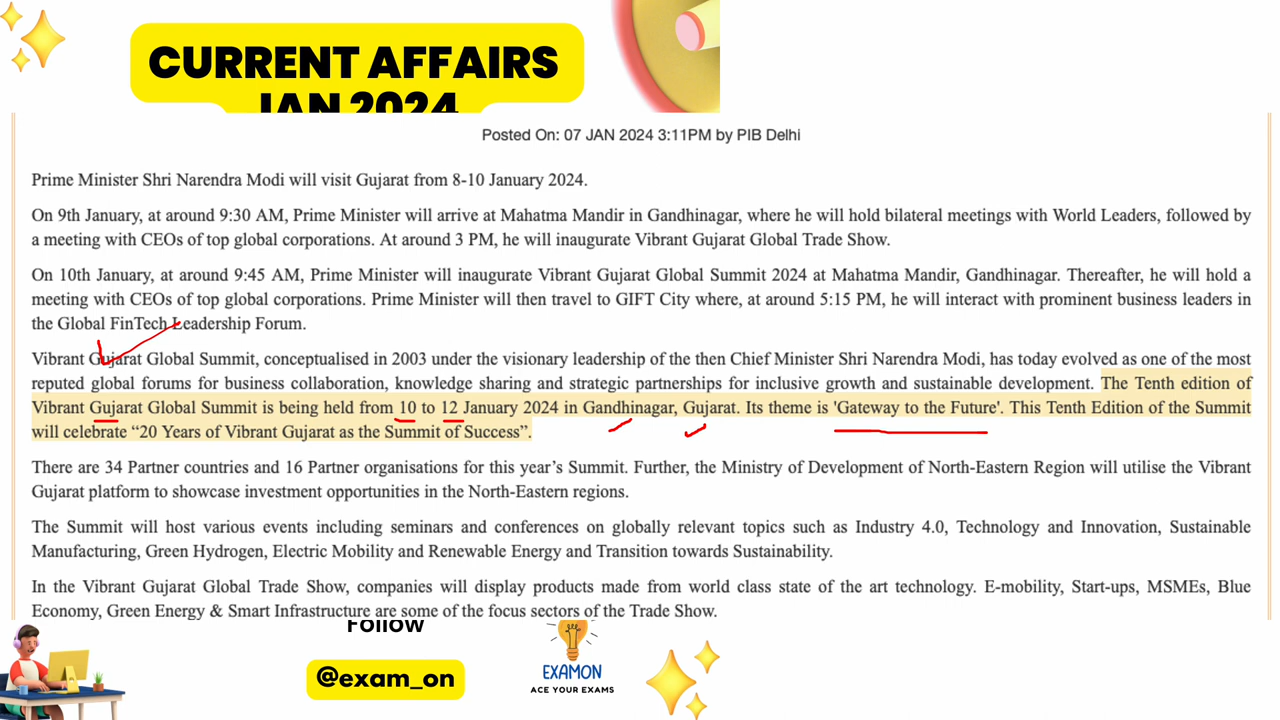 CURRENT AFFAIRS
JAN 2024
Posted On: 07 JAN 2024 3:11PM by PIB Delhi
Prime Minister Shri Narendra Modi will visit Gujarat from 8-10 January 2024.
On 9th January, at around 9:30 AM, Prime Minister will arrive at Mahatma Mandir in Gandhinagar, where he will hold bilateral meetings with World Leaders, followed by
a meeting with CEOs of top global corporations. At around 3 PM, he will inaugurate Vibrant Gujarat Global Trade Show.
On 10th January, at around 9:45 AM, Prime Minister will inaugurate Vibrant Gujarat Global Summit 2024 at Mahatma Mandir, Gandhinagar. Thereafter, he will hold a
meeting with CEOs of top global corporations. Prime Minister will then travel to GIFT City where, at around 5:15 PM, he will interact with prominent business leaders in
the Global FinTech Leadership Forum.
Vibrant Gujarat Global Summit, conceptualised in 2003 under the visionary leadership of the then Chief Minister Shri Narendra Modi, has today evolved as one of the most
reputed global forums for business collaboration, knowledge sharing and strategic partnerships for inclusive growth and sustainable development. The Tenth edition of
Vibrant Gujarat Global Summit is being held from 10 to 12 January 2024 in Gandhinagar, Gujarat. Its theme is 'Gateway to the Future'. This Tenth Edition of the Summit
will celebrate “20 Years of Vibrant Gujarat as the Summit of Success”.
There are 34 Partner countries and 16 Partner organisations for this year’s Summit. Further, the Ministry of Development of North-Eastern Region will utilise the Vibrant
Gujarat platform to showcase investment opportunities in the North-Eastern regions.
The Summit will host various events including seminars and conferences on globally relevant topics such as Industry 4.0, Technology and Innovation, Sustainable
Manufacturing, Green Hydrogen, Electric Mobility and Renewable Energy and Transition towards Sustainability.
In the Vibrant Gujarat Global Trade Show, companies will display products made from world class state of the art technology. E-mobility, Start-ups, MSMEs, Blue
Economy, Green Energy & Smart Infrastructure are some of the focus sectors of the Trade Show.
Follow
@exam_on
EXAMON
ACE YOUR EXAMS